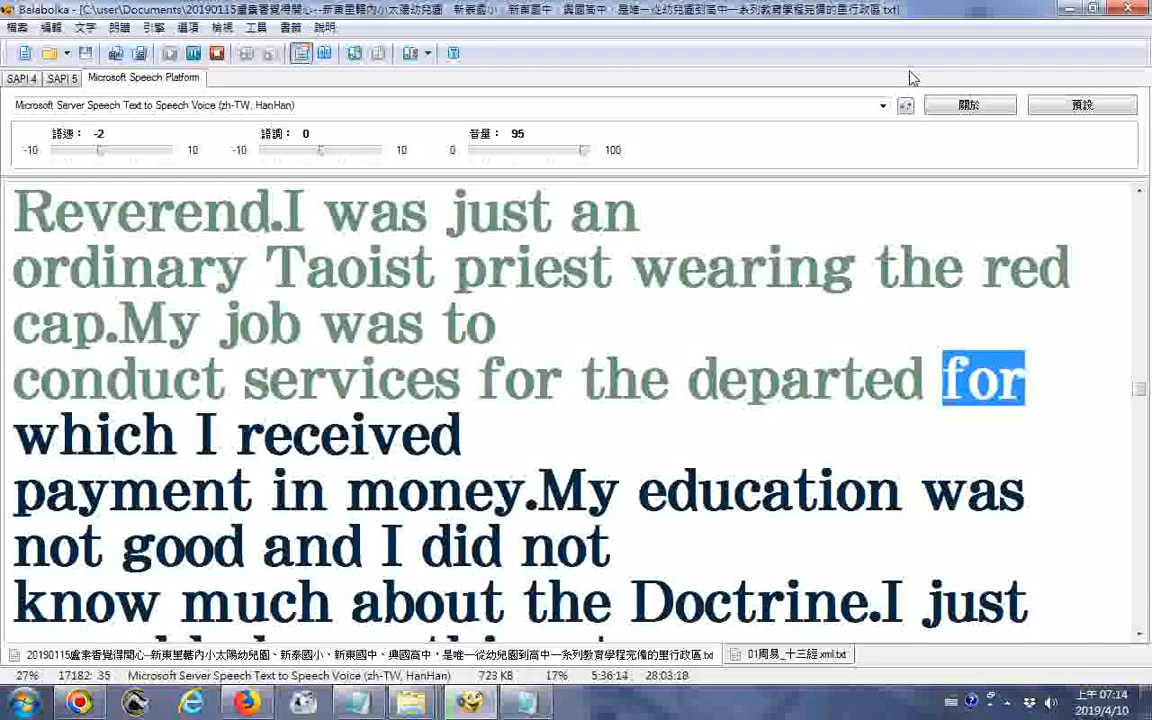 Balabolka - [C:\user\Documents\20190115盧素香覺得開心--新東里轄內小太陽幼兒園、新泰國小、新東國中、興國高中，是唯一從幼兒園到高中一系列教育學程完備的里行政區.txt]
檔案 編輯 文字 朗讀 引擎 選項 檢視 工具 書籤 說明
SAPI 4 SAPI 5 Microsoft Speech Platform
Microsoft Server Speech Text to Speech Voice (zh-TW, HanHan) 關於 預設
語速： -2 語調： 0 音量： 95
-10 10 -10 10 0 100
Reverend.I was just an
ordinary Taoist priest wearing the red
cap.My job was to
conduct services for the departed for
which I received
payment in money.My education was
not good and I did not
know much about the Doctrine.I just
20190115盧素香覺得開心--新東里轄內小太陽幼兒園、新泰國小、新東國中、興國高中，是唯一從幼兒園到高中一系列教育學程完備的里行政區.txt 01周易_十三經.xml.txt
27% 17182: 35 Microsoft Server Speech Text to Speech Voice (zh-TW, HanHan) 723 KB 17% 5:36:14 28:03:18
上午 07:14
2019/4/10